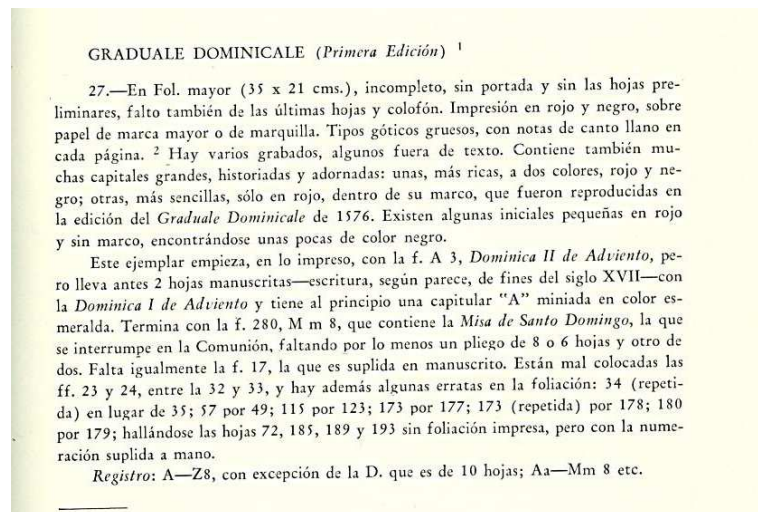 GRADUALE DOMINICALE (Primera Edición) 1
27.—En Fol. mayor (35 x 21 cms.), incompleto, sin portada y sin las hojas pre-
liminares, falto también de las últimas hojas y colofón. Impresión en rojo y negro, sobre
papel de marca mayor o de marquilla. Tipos góticos gruesos, con notas de canto llano en
cada página. 2 Hay varios grabados, algunos fuera de texto. Contiene también mu-
chas capitales grandes, historiadas y adornadas: unas, más ricas, a dos colores, rojo y ne-
gro; otras, más sencillas, sólo en rojo, dentro de su marco, que fueron reproducidas en
la edición del Graduale Dominicale de 1576. Existen algunas iniciales pequeñas en rojo
y sin marco, encontrándose unas pocas de color negro.
Este ejemplar empieza, en lo impreso, con la f. A 3, Dominica II de Adviento, pe-
ro lleva antes 2 hojas manuscritas—escritura, según parece, de fines del siglo XVII—con
la Dominica I de Adviento y tiene al principio una capitular "A" miniada en color es-
meralda. Termina con la f. 280, M m 8, que contiene la Misa de Santo Domingo, la que
se interrumpe en la Comunión, faltando por lo menos un pliego de 8 o 6 hojas y otro de
dos. Falta igualmente la f. 17, la que es suplida en manuscrito. Están mal colocadas las
ff. 23 y 24, entre la 32 y 33, y hay además algunas erratas en la foliación: 34 (repeti-
da) en lugar de 35; 57 por 49; 115 por 123; 173 por 177; 173 (repetida) por 178; 180
por 179; hallándose las hojas 72, 185, 189 y 193 sin foliación impresa, pero con la nume-
ración suplida a mano.
Registro: A—Z8, con excepción de la D. que es de 10 hojas; Aa—Mm 8 etc.